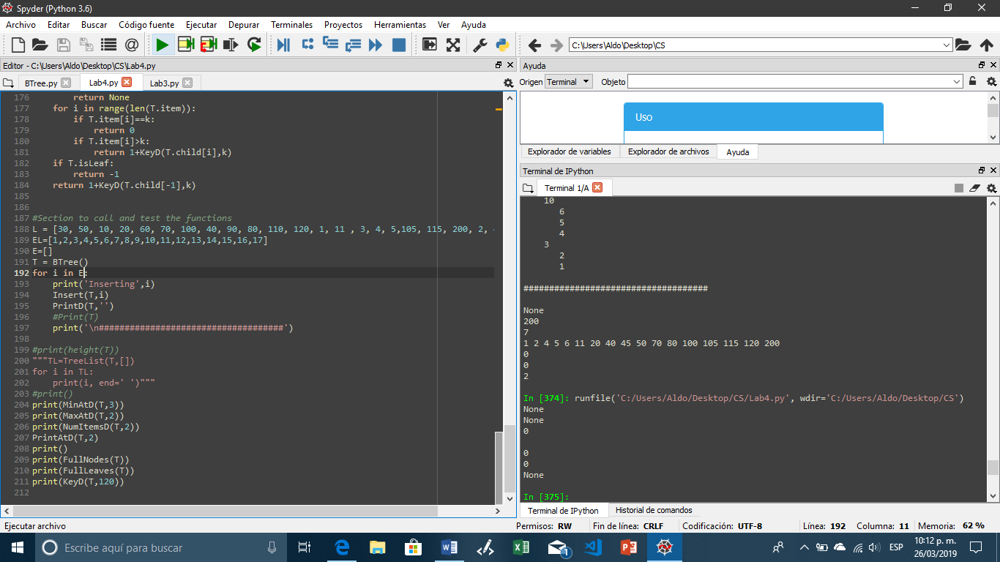 Spyder (Python 3.6)
Archivo Editar Buscar Código fuente Ejecutar Depurar Terminales Proyectos Herramientas Ver Ayuda
C:\Users\Aldo\Desktop\CS
Editor - C:\Users\Aldo\Desktop\CS\Lab4.py
BTree.py Lab4.py Lab3.py
176 return None
177 for i in range(len(T.item)):
178 if T.item[i]==k:
179 return 0
180 if T.item[i]>k:
181 return 1+KeyD(T.child[i],k)
182 if T.isLeaf:
183 return -1
184 return 1+KeyD(T.child[-1],k)
185
186
187 #Section to call and test the functions
188 L = [30, 50, 10, 20, 60, 70, 100, 40, 90, 80, 110, 120, 1, 11 , 3, 4, 5,105, 115, 200, 2,
189 EL=[1,2,3,4,5,6,7,8,9,10,11,12,13,14,15,16,17]
190 E=[]
191 T = BTree()
192 for i in E:
193 print('Inserting',i)
194 Insert(T,i)
195 PrintD(T,'')
196 #Print(T)
197 print('\n####################################')
198
199 #print(height(T))
200 """TL=TreeList(T,[])
201 for i in TL:
202 print(i, end=' ')"""
203 #print()
204 print(MinAtD(T,3))
205 print(MaxAtD(T,2))
206 print(NumItemsD(T,2))
207 PrintAtD(T,2)
208 print()
209 print(FullNodes(T))
210 print(FullLeaves(T))
211 print(KeyD(T,120))
212
Ayuda
Origen Terminal Objeto
Uso
Explorador de variables Explorador de archivos Ayuda
Terminal de IPython
Terminal 1/A
10
6
5
4
3
2
1
####################################
None
200
7
1 2 4 5 6 11 20 40 45 50 70 80 100 105 115 120 200
0
0
2
In [374]: runfile('C:/Users/Aldo/Desktop/CS/Lab4.py', wdir='C:/Users/Aldo/Desktop/CS')
None
None
0
0
0
None
In [375]:
Terminal de IPython Historial de comandos
Ejecutar archivo Permisos: RW Fin de línea: CRLF Codificación: UTF-8 Línea: 192 Columna: 11 Memoria: 62 %
Escribe aquí para buscar
1
ESP
10:12 p. m.
26/03/2019